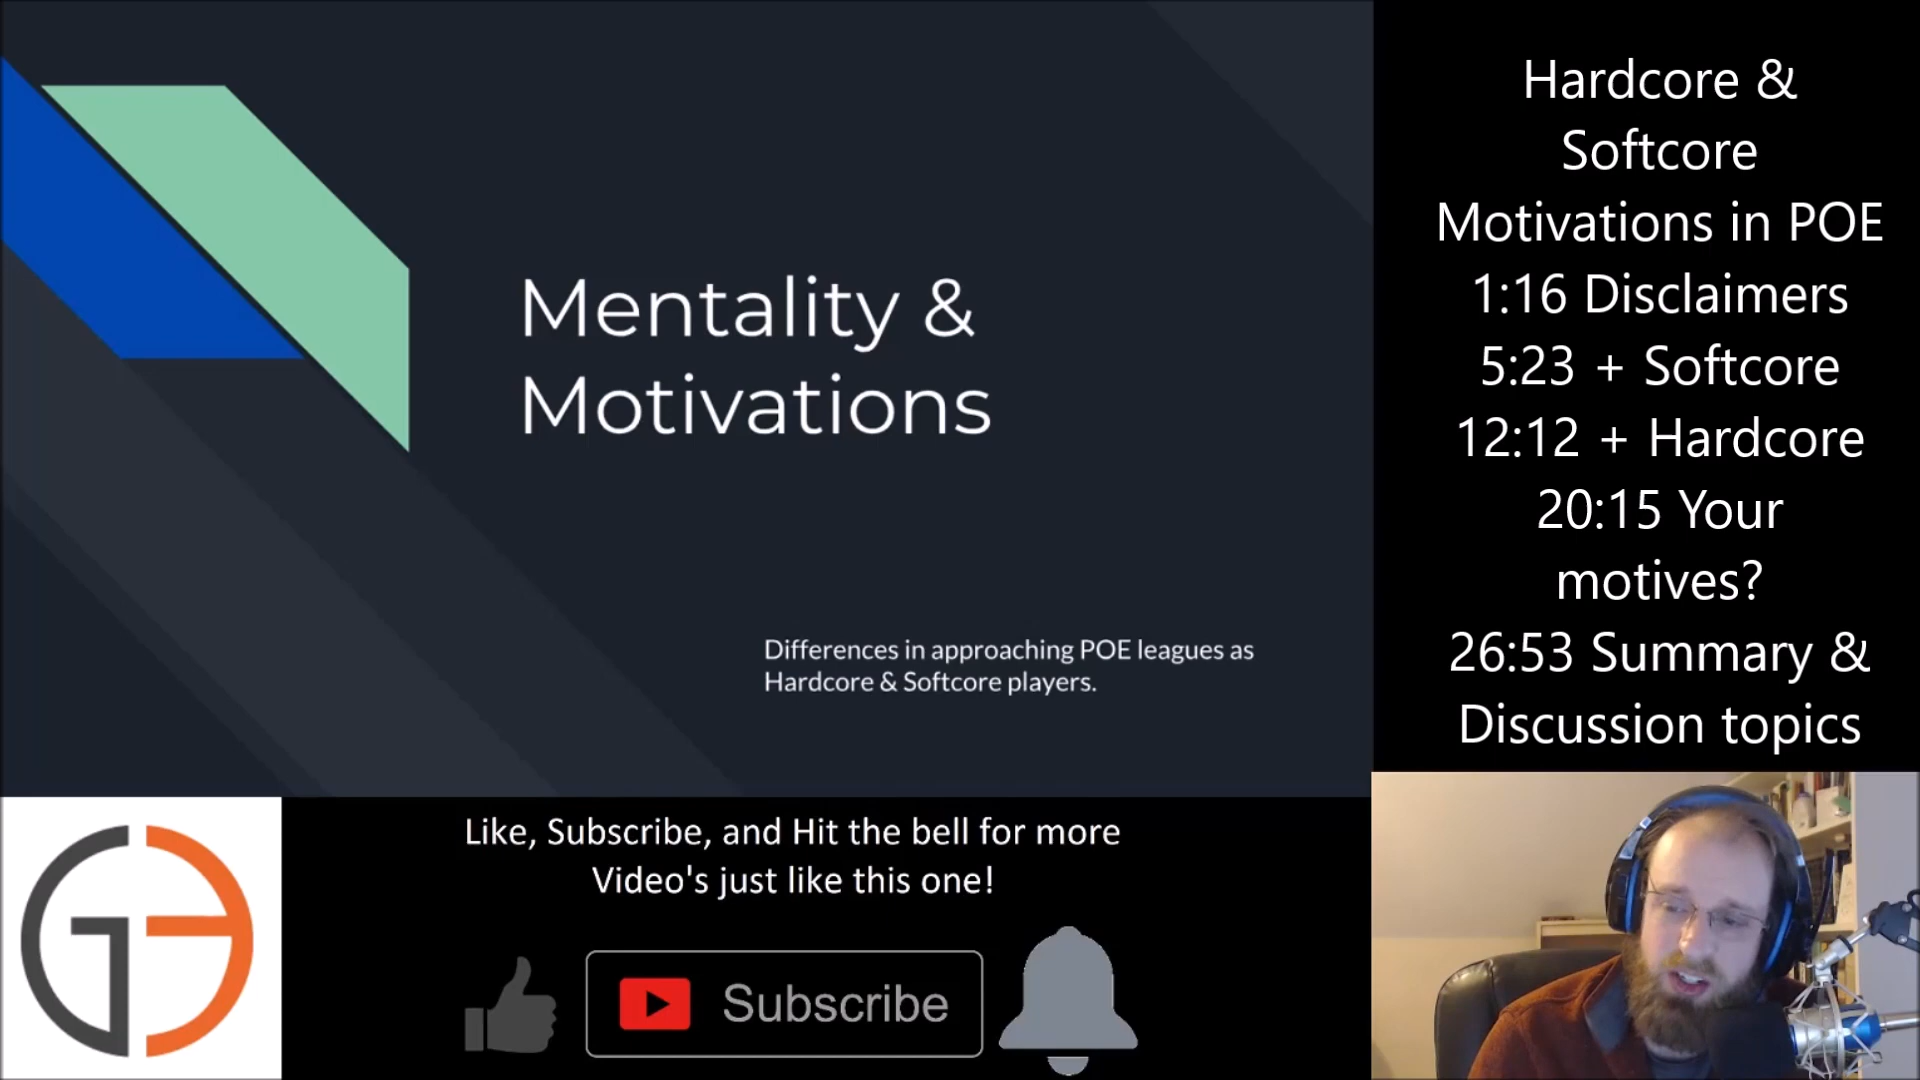 Mentality &
Motivations
Differences in approaching POE leagues as
Hardcore & Softcore players.
Hardcore &
Softcore
Motivations in POE
1:16 Disclaimers
5:23 + Softcore
12:12 + Hardcore
20:15 Your
motives?
26:53 Summary &
Discussion topics
Like, Subscribe, and Hit the bell for more
Video's just like this one!
Subscribe